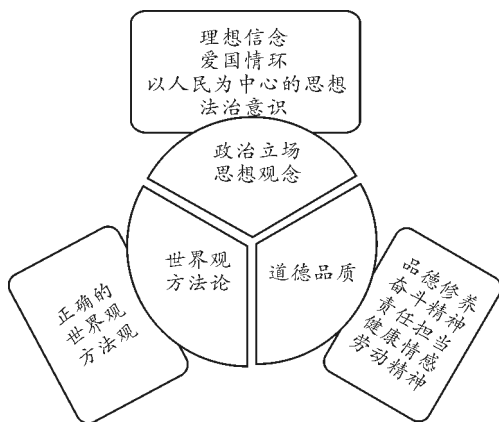 理想信念
爱国情环
以人民为中心的思想
法治意识
政治立场
思想观念
世界观
方法论
道德品质
正确的
世界观
方法观
品德修养
奋斗精神
责任担当
健康情感
劳动精神